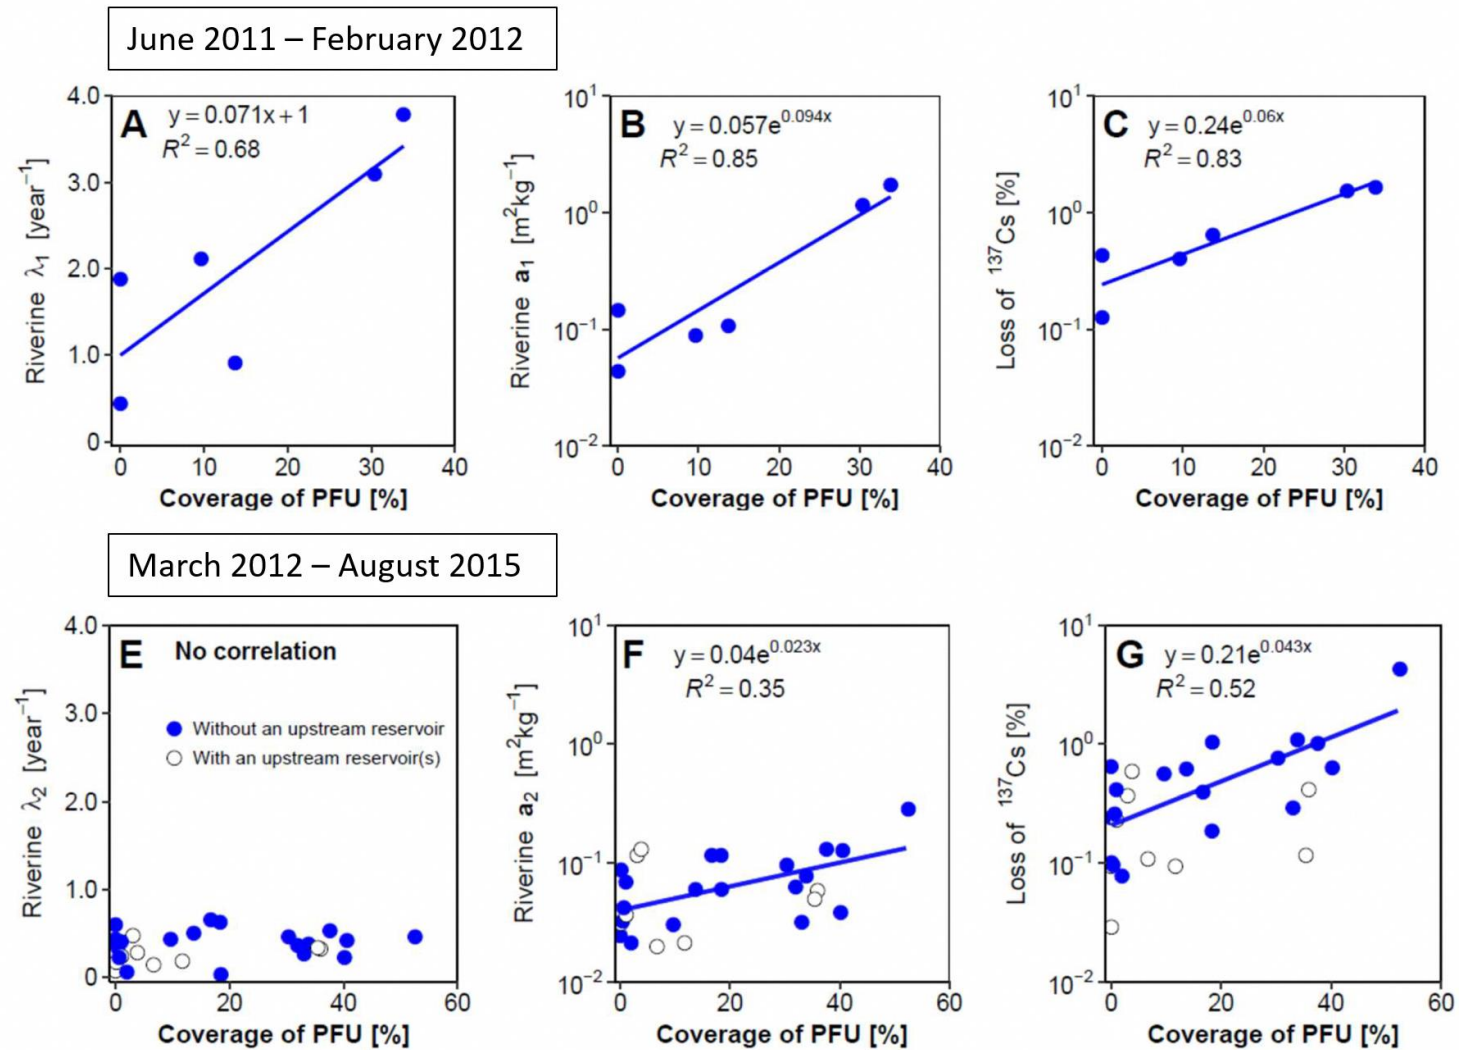 June 2011 – February 2012
A
y = 0.071x + 1
R² = 0.68
4.0
3.0
2.0
1.0
0
Riverine λ₁ [year⁻¹]
0 10 20 30 40
Coverage of PFU [%]
B
y = 0.057e^0.094x
R² = 0.85
10¹
10⁰
10⁻¹
10⁻²
Riverine a₁ [m²kg⁻¹]
0 10 20 30 40
Coverage of PFU [%]
C
y = 0.24e^0.06x
R² = 0.83
10¹
10⁰
10⁻¹
10⁻²
Loss of ¹³⁷Cs [%]
0 10 20 30 40
Coverage of PFU [%]
March 2012 – August 2015
E
No correlation
Without an upstream reservoir
With an upstream reservoir(s)
4.0
3.0
2.0
1.0
0
Riverine λ₂ [year⁻¹]
0 20 40 60
Coverage of PFU [%]
F
y = 0.04e^0.023x
R² = 0.35
10¹
10⁰
10⁻¹
10⁻²
Riverine a₂ [m²kg⁻¹]
0 20 40 60
Coverage of PFU [%]
G
y = 0.21e^0.043x
R² = 0.52
10¹
10⁰
10⁻¹
10⁻²
Loss of ¹³⁷Cs [%]
0 20 40 60
Coverage of PFU [%]